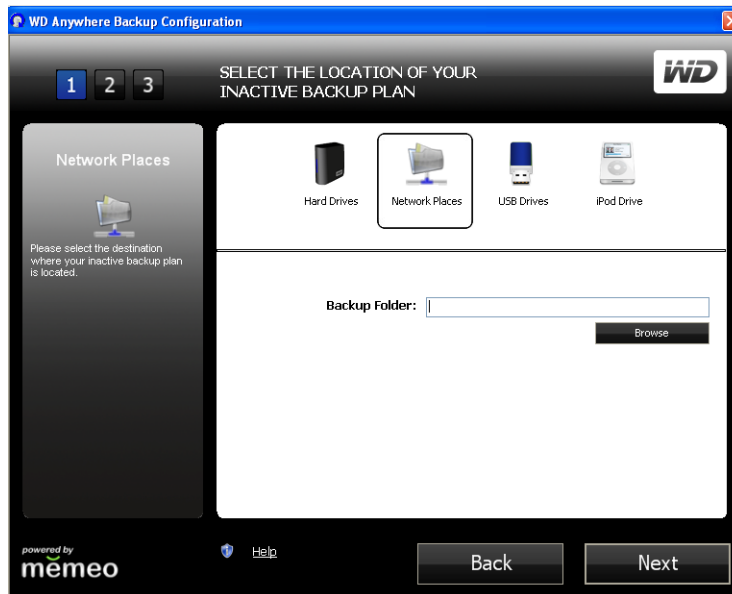 WD Anywhere Backup Configuration
1 2 3
SELECT THE LOCATION OF YOUR
INACTIVE BACKUP PLAN
WD
Network Places
Please select the destination
where your inactive backup plan
is located.
Hard Drives Network Places USB Drives iPod Drive
Backup Folder:
Browse
powered by
memeo
Help
Back Next